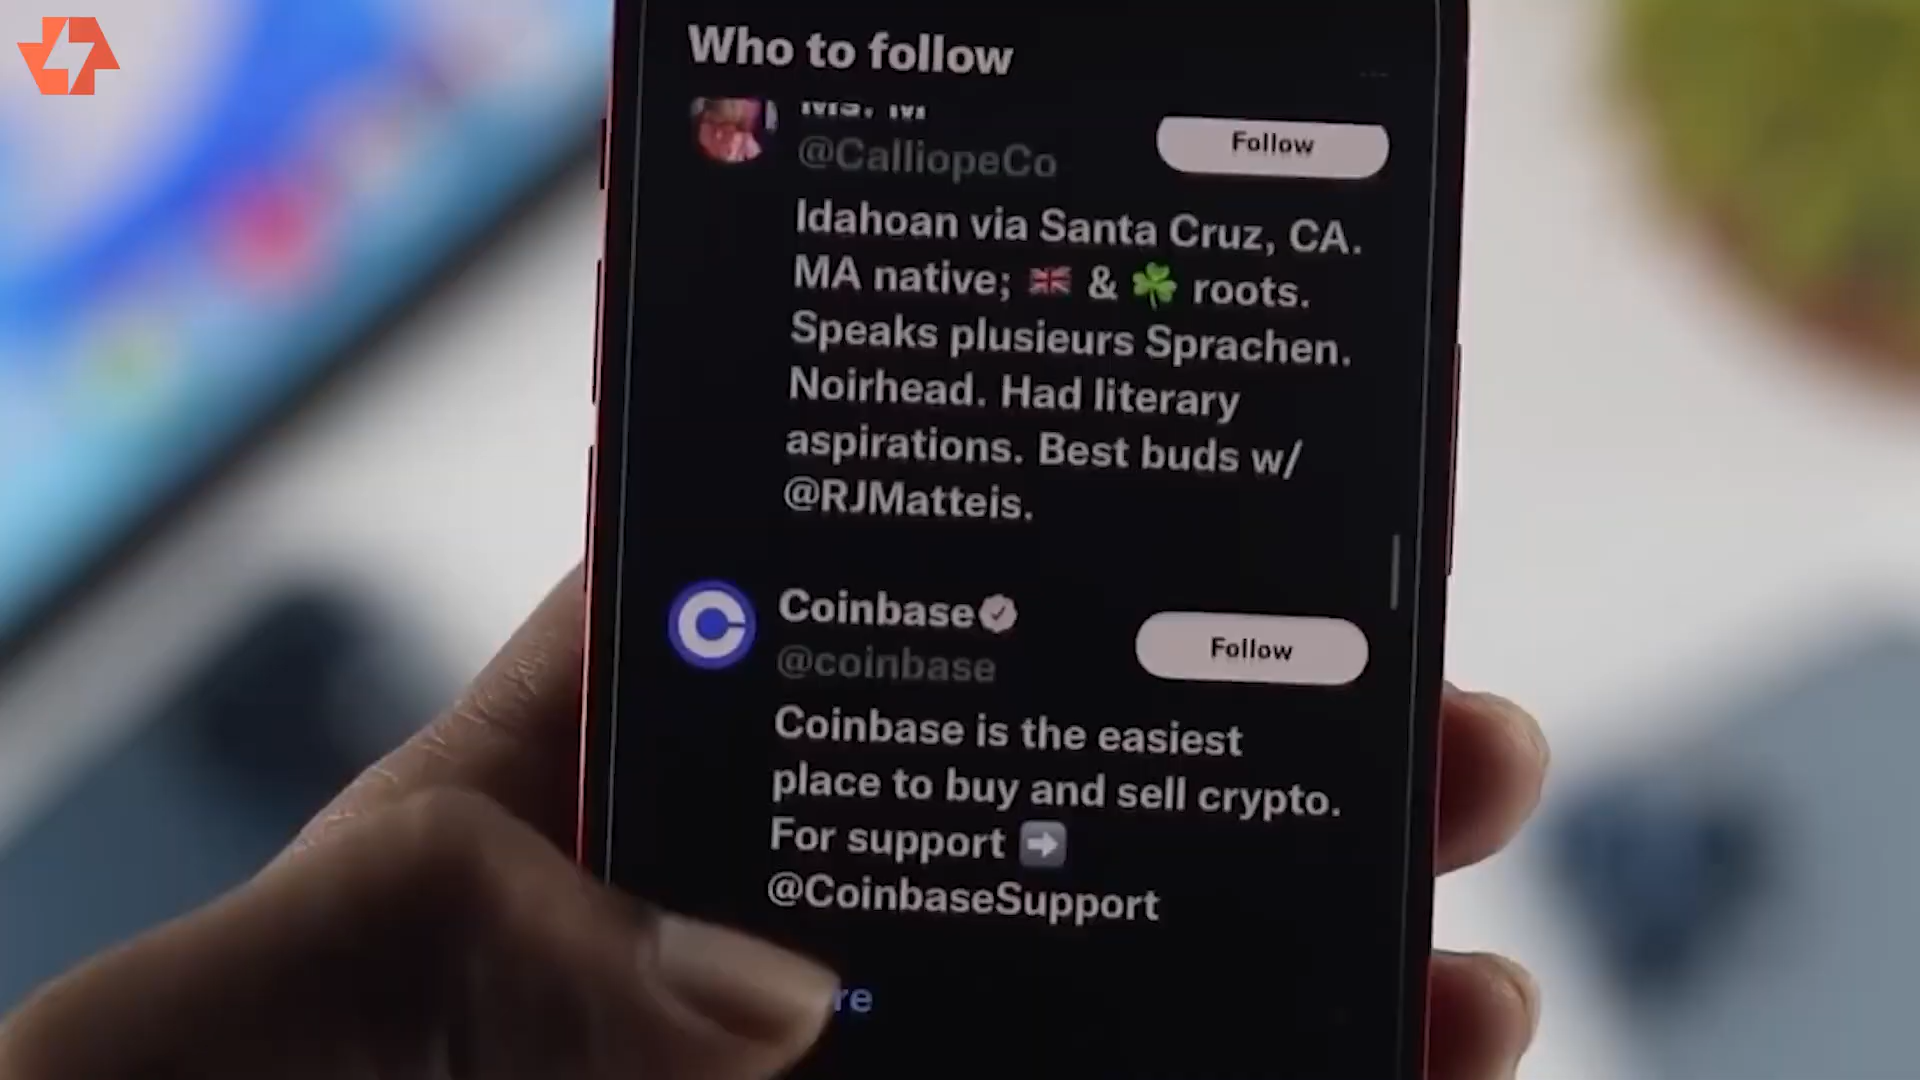 Who to follow
Ms. M
@CalliopeCo
Follow
Idahoan via Santa Cruz, CA.
MA native; 🇬🇧 & ☘️ roots.
Speaks plusieurs Sprachen.
Noirhead. Had literary
aspirations. Best buds w/
@RJMatteis.
Coinbase
@coinbase
Follow
Coinbase is the easiest
place to buy and sell crypto.
For support ➡️
@CoinbaseSupport
re